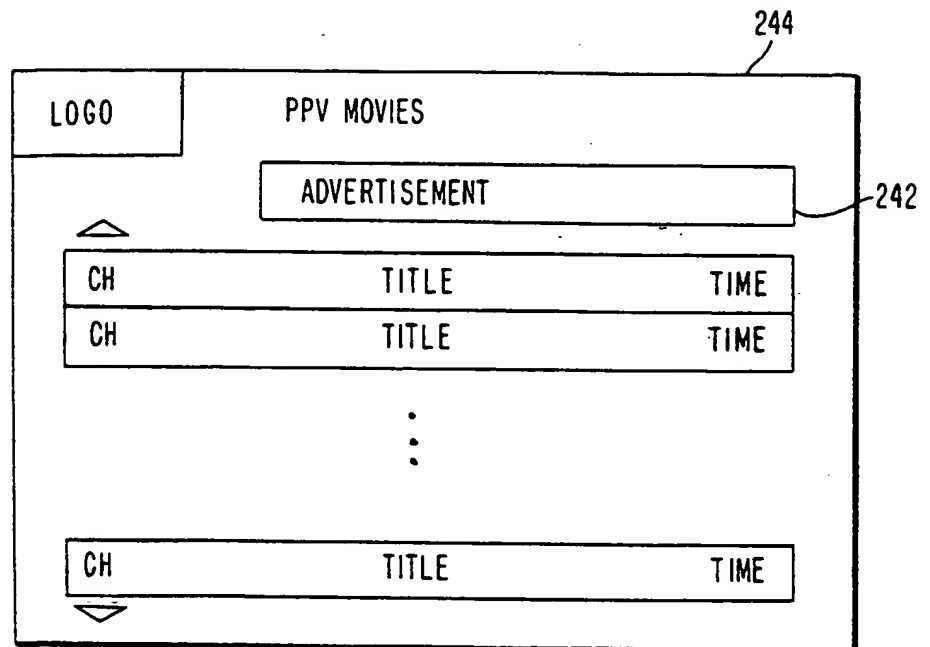 244
LOGO PPV MOVIES
ADVERTISEMENT
242
CH TITLE TIME
CH TITLE TIME
CH TITLE TIME